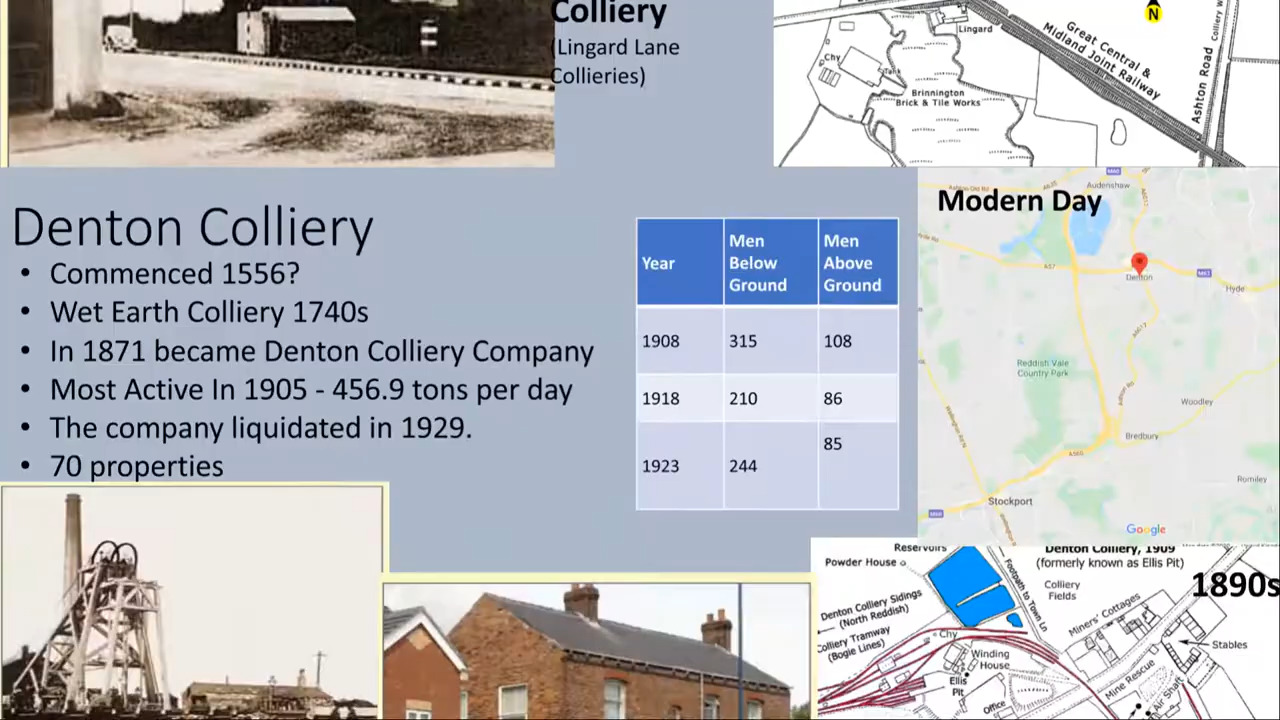 Colliery
(Lingard Lane
Collieries)
N
Lingard
Great Central &
Midland Joint Railway
Ashton Road
Colliery
Chy
Tank
Brinnington
Brick & Tile Works
Denton Colliery
• Commenced 1556?
• Wet Earth Colliery 1740s
• In 1871 became Denton Colliery Company
• Most Active In 1905 - 456.9 tons per day
• The company liquidated in 1929.
• 70 properties
Year Men Below Ground Men Above Ground
1908 315 108
1918 210 86
1923 244 85
Modern Day
Audenshaw
A57
Denton
Hyde
Reddish Vale
Country Park
Woodley
Bredbury
A560
Romiley
Stockport
Google
Reservoirs
Powder House
Denton Colliery, 1909
(formerly known as Ellis Pit)
1890s
Footpath to Town Ln
Colliery
Fields
Denton Colliery Sidings
(North Reddish)
Colliery Tramway
(Bogie Lines)
Miners' Cottages
Stables
Chy
Winding
House
Ellis
Pit
Office
Mine Rescue
Air
Shaft